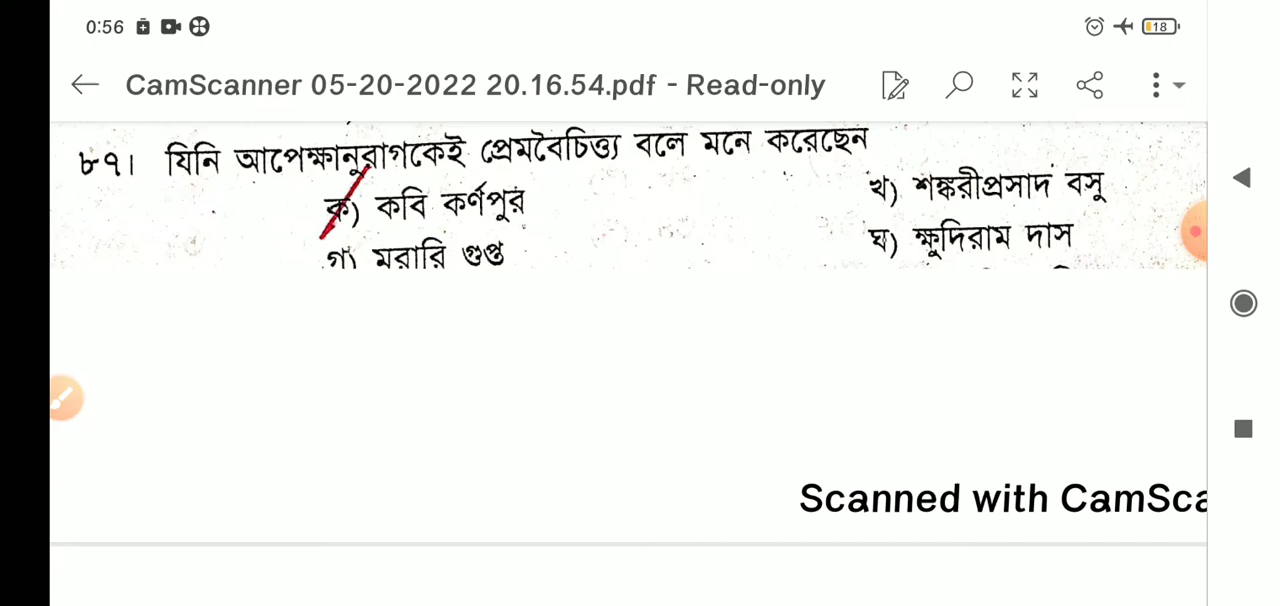 0:56
18
CamScanner 05-20-2022 20.16.54.pdf - Read-only
৮৭। যিনি আপেক্ষানুরাগকেই প্রেমবৈচিত্ত্য বলে মনে করেছেন
ক) কবি কর্ণপুর
খ) শঙ্করীপ্রসাদ বসু
গ) মরারি গুপ্ত
ঘ) ক্ষুদিরাম দাস
Scanned with CamSca